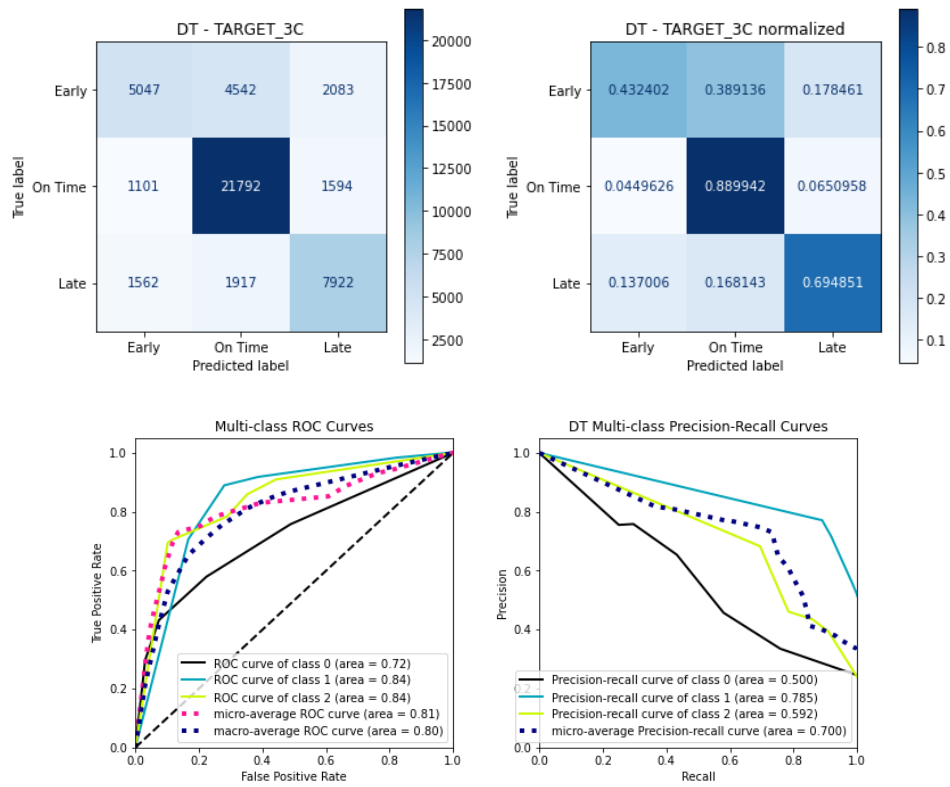 DT - TARGET_3C
Early
On Time
Late
True label
5047 4542 2083
1101 21792 1594
1562 1917 7922
Early On Time Late
Predicted label
20000
17500
15000
12500
10000
7500
5000
2500
DT - TARGET_3C normalized
Early
On Time
Late
True label
0.432402 0.389136 0.178461
0.0449626 0.889942 0.0650958
0.137006 0.168143 0.694851
Early On Time Late
Predicted label
0.8
0.7
0.6
0.5
0.4
0.3
0.2
0.1
Multi-class ROC Curves
1.0
0.8
0.6
0.4
0.2
0.0
True Positive Rate
ROC curve of class 0 (area = 0.72)
ROC curve of class 1 (area = 0.84)
ROC curve of class 2 (area = 0.84)
micro-average ROC curve (area = 0.81)
macro-average ROC curve (area = 0.80)
0.0 0.2 0.4 0.6 0.8 1.0
False Positive Rate
DT Multi-class Precision-Recall Curves
1.0
0.8
0.6
0.4
0.2
0.0
Precision
Precision-recall curve of class 0 (area = 0.500)
Precision-recall curve of class 1 (area = 0.785)
Precision-recall curve of class 2 (area = 0.592)
micro-average Precision-recall curve (area = 0.700)
0.0 0.2 0.4 0.6 0.8 1.0
Recall